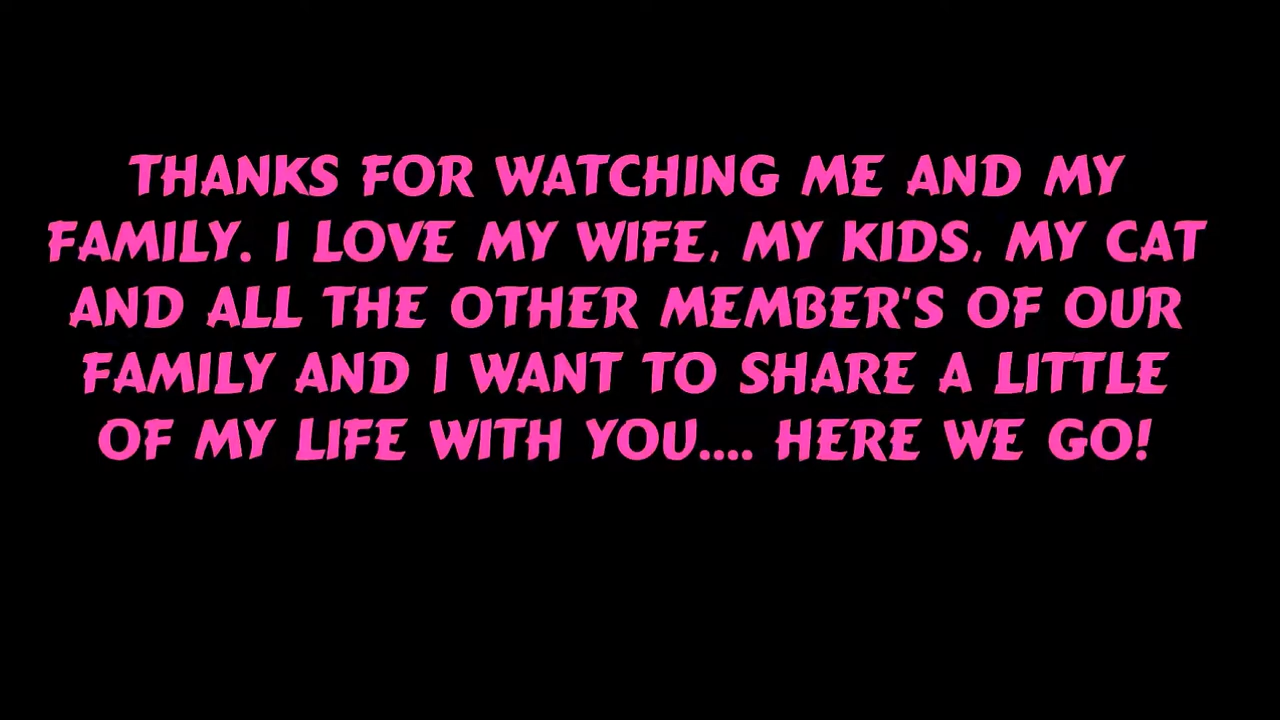 THANKS FOR WATCHING ME AND MY
FAMILY. I LOVE MY WIFE, MY KIDS, MY CAT
AND ALL THE OTHER MEMBER'S OF OUR
FAMILY AND I WANT TO SHARE A LITTLE
OF MY LIFE WITH YOU.... HERE WE GO!